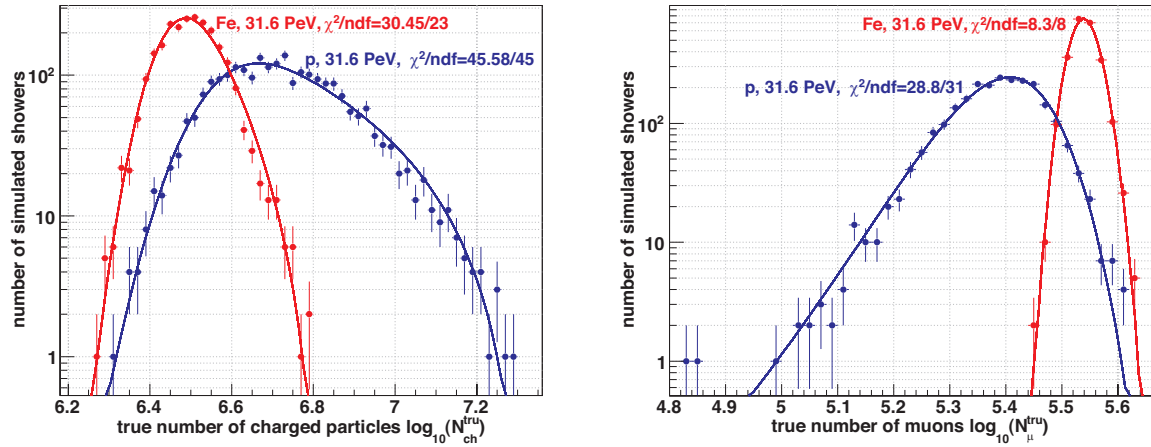 Fe, 31.6 PeV, χ²/ndf=30.45/23
p, 31.6 PeV, χ²/ndf=45.58/45
number of simulated showers
10²
10
1
6.2 6.4 6.6 6.8 7 7.2
true number of charged particles log₁₀(N_ch^tru)
Fe, 31.6 PeV, χ²/ndf=8.3/8
p, 31.6 PeV, χ²/ndf=28.8/31
number of simulated showers
10²
10
1
4.8 4.9 5 5.1 5.2 5.3 5.4 5.5 5.6
true number of muons log₁₀(N_μ^tru)